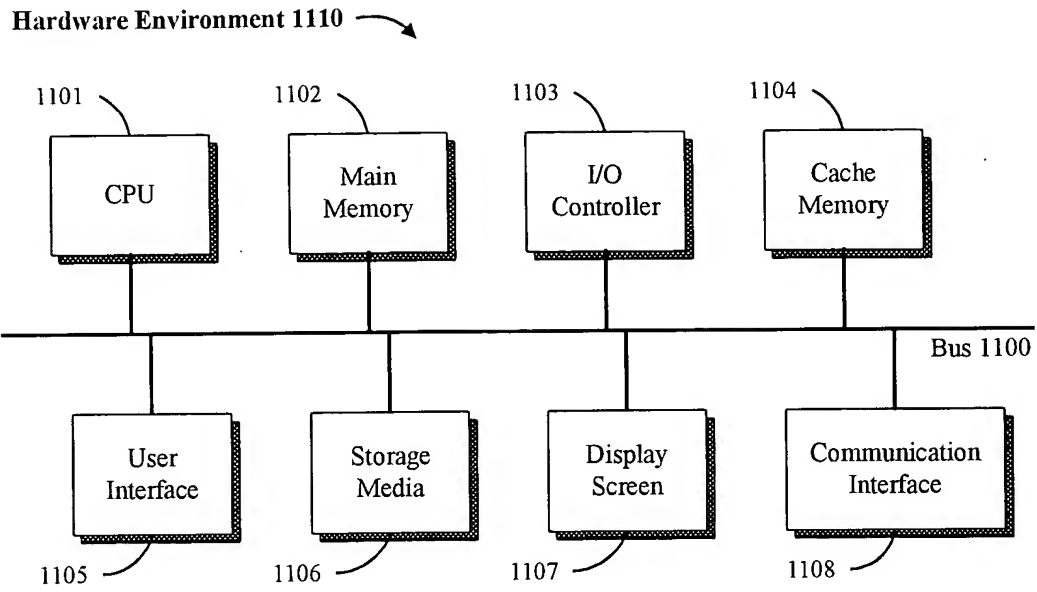 Hardware Environment 1110
1101
1102
1103
1104
CPU
Main
Memory
I/O
Controller
Cache
Memory
Bus 1100
User
Interface
Storage
Media
Display
Screen
Communication
Interface
1105
1106
1107
1108